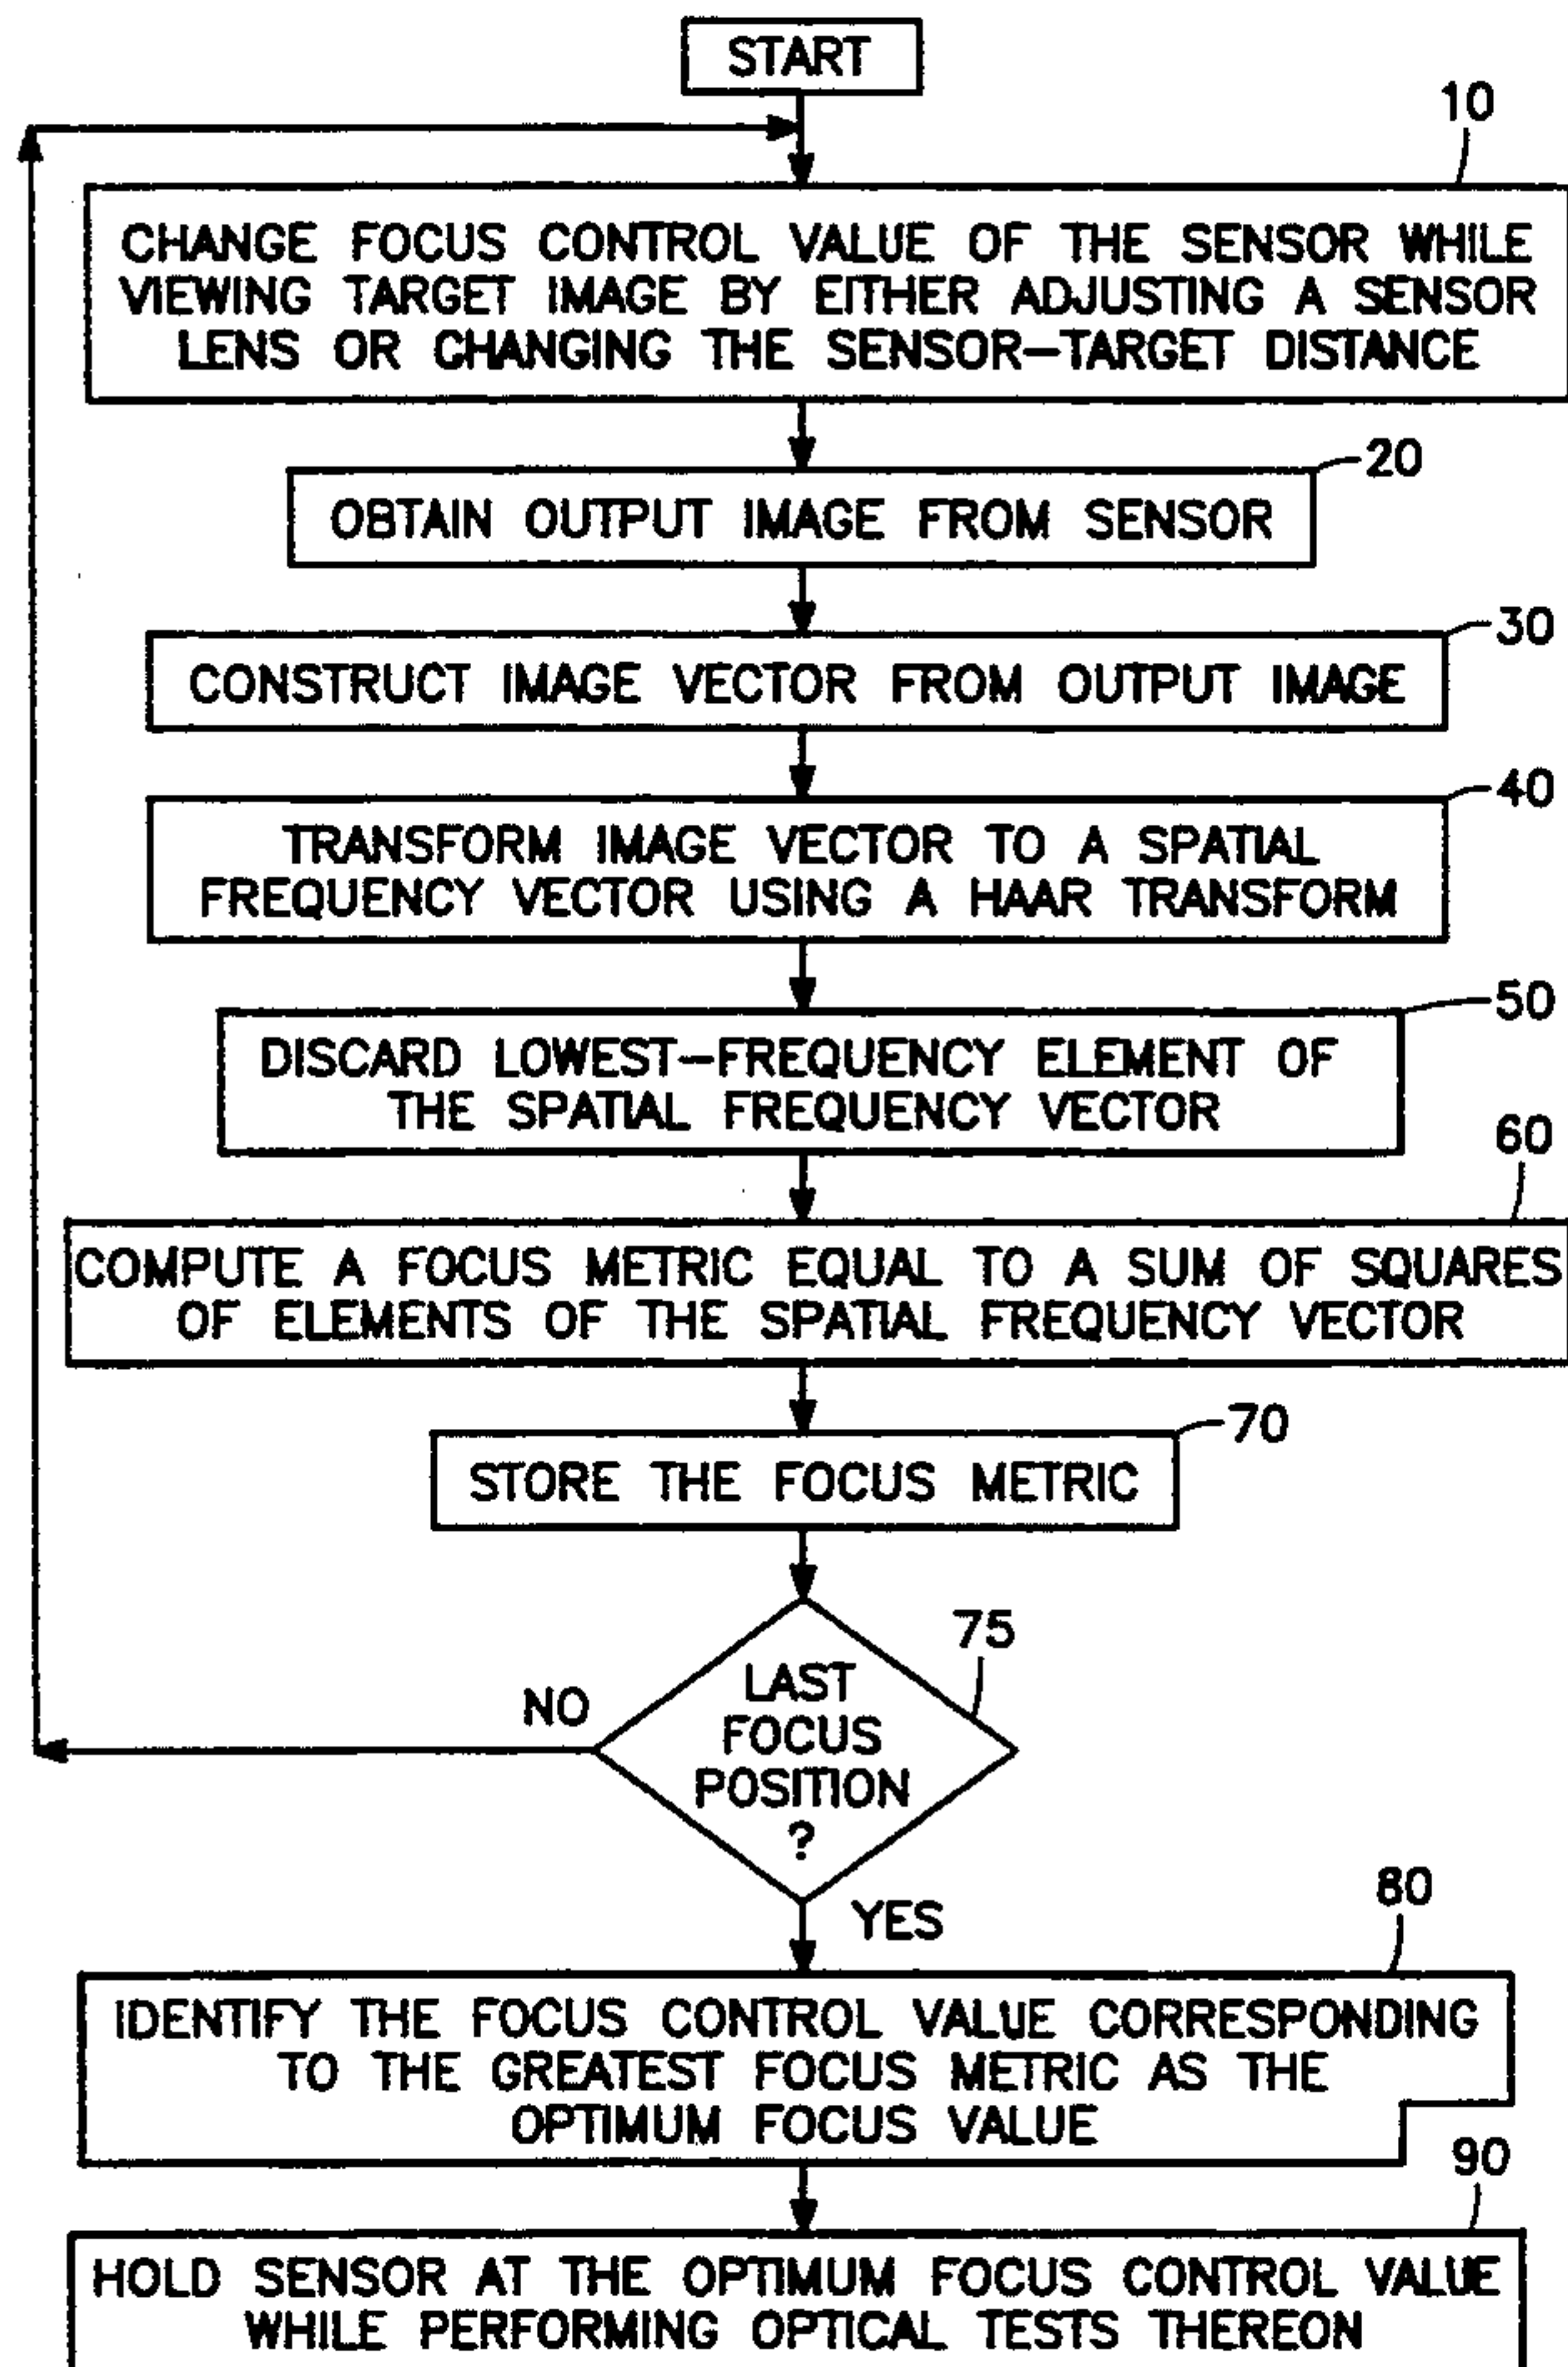 START
10
CHANGE FOCUS CONTROL VALUE OF THE SENSOR WHILE
VIEWING TARGET IMAGE BY EITHER ADJUSTING A SENSOR
LENS OR CHANGING THE SENSOR-TARGET DISTANCE
20
OBTAIN OUTPUT IMAGE FROM SENSOR
30
CONSTRUCT IMAGE VECTOR FROM OUTPUT IMAGE
40
TRANSFORM IMAGE VECTOR TO A SPATIAL
FREQUENCY VECTOR USING A HAAR TRANSFORM
50
DISCARD LOWEST-FREQUENCY ELEMENT OF
THE SPATIAL FREQUENCY VECTOR
60
COMPUTE A FOCUS METRIC EQUAL TO A SUM OF SQUARES
OF ELEMENTS OF THE SPATIAL FREQUENCY VECTOR
70
STORE THE FOCUS METRIC
75
LAST
FOCUS
POSITION
?
NO
YES
80
IDENTIFY THE FOCUS CONTROL VALUE CORRESPONDING
TO THE GREATEST FOCUS METRIC AS THE
OPTIMUM FOCUS VALUE
90
HOLD SENSOR AT THE OPTIMUM FOCUS CONTROL VALUE
WHILE PERFORMING OPTICAL TESTS THEREON